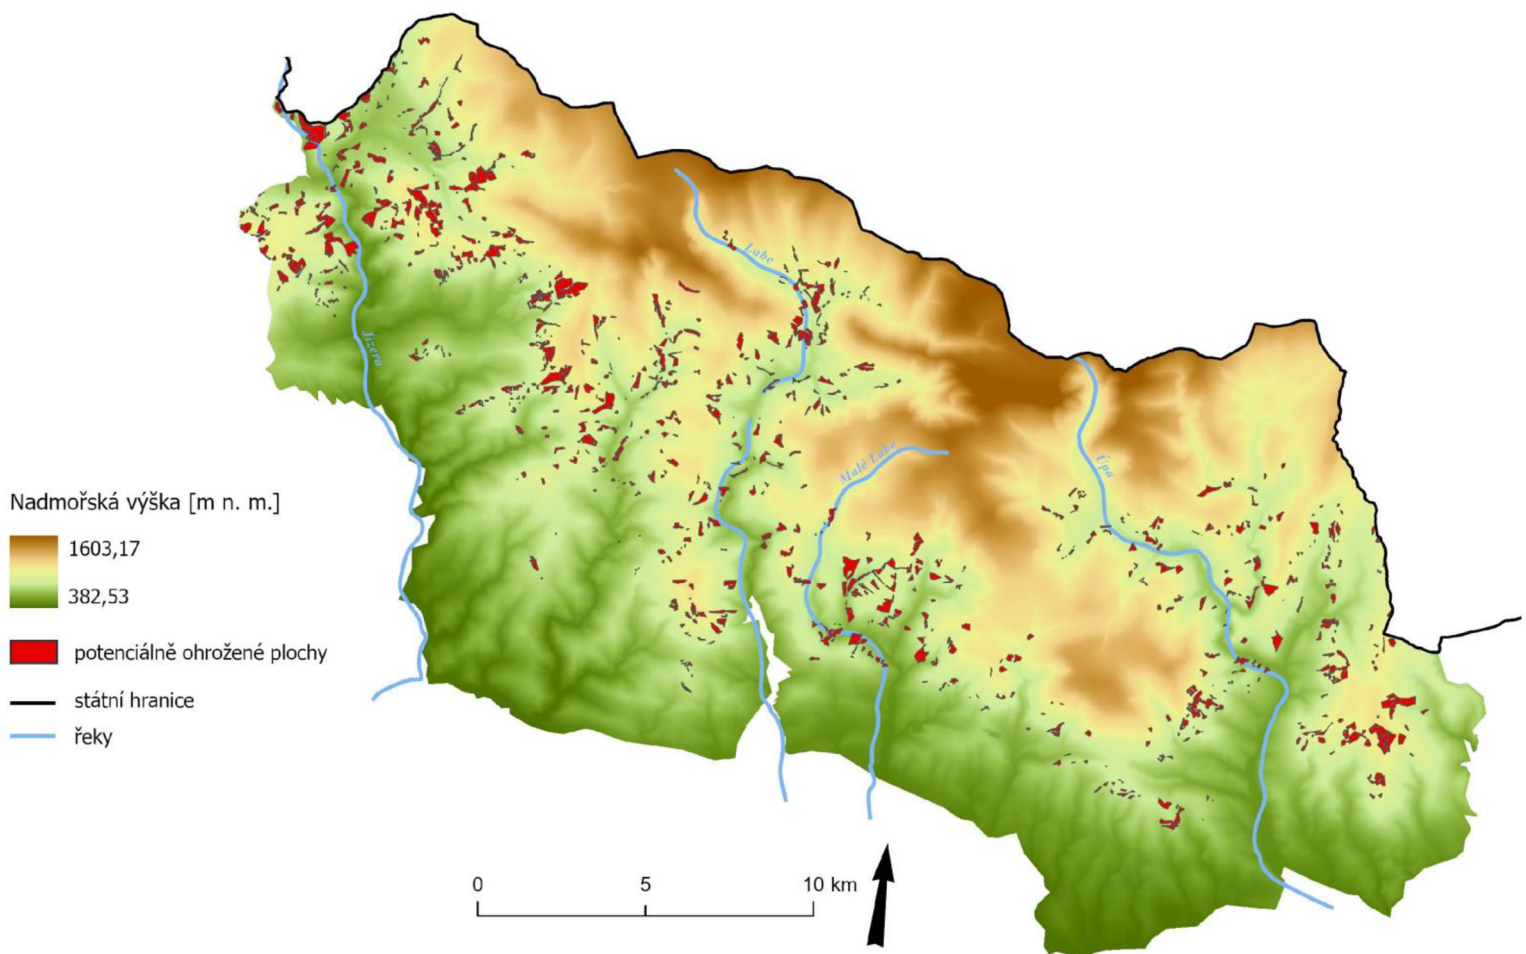 Labe
Jizera
Malé Labe
Úpa
Nadmořská výška [m n. m.]
1603,17
382,53
potenciálně ohrožené plochy
státní hranice
řeky
0 5 10 km